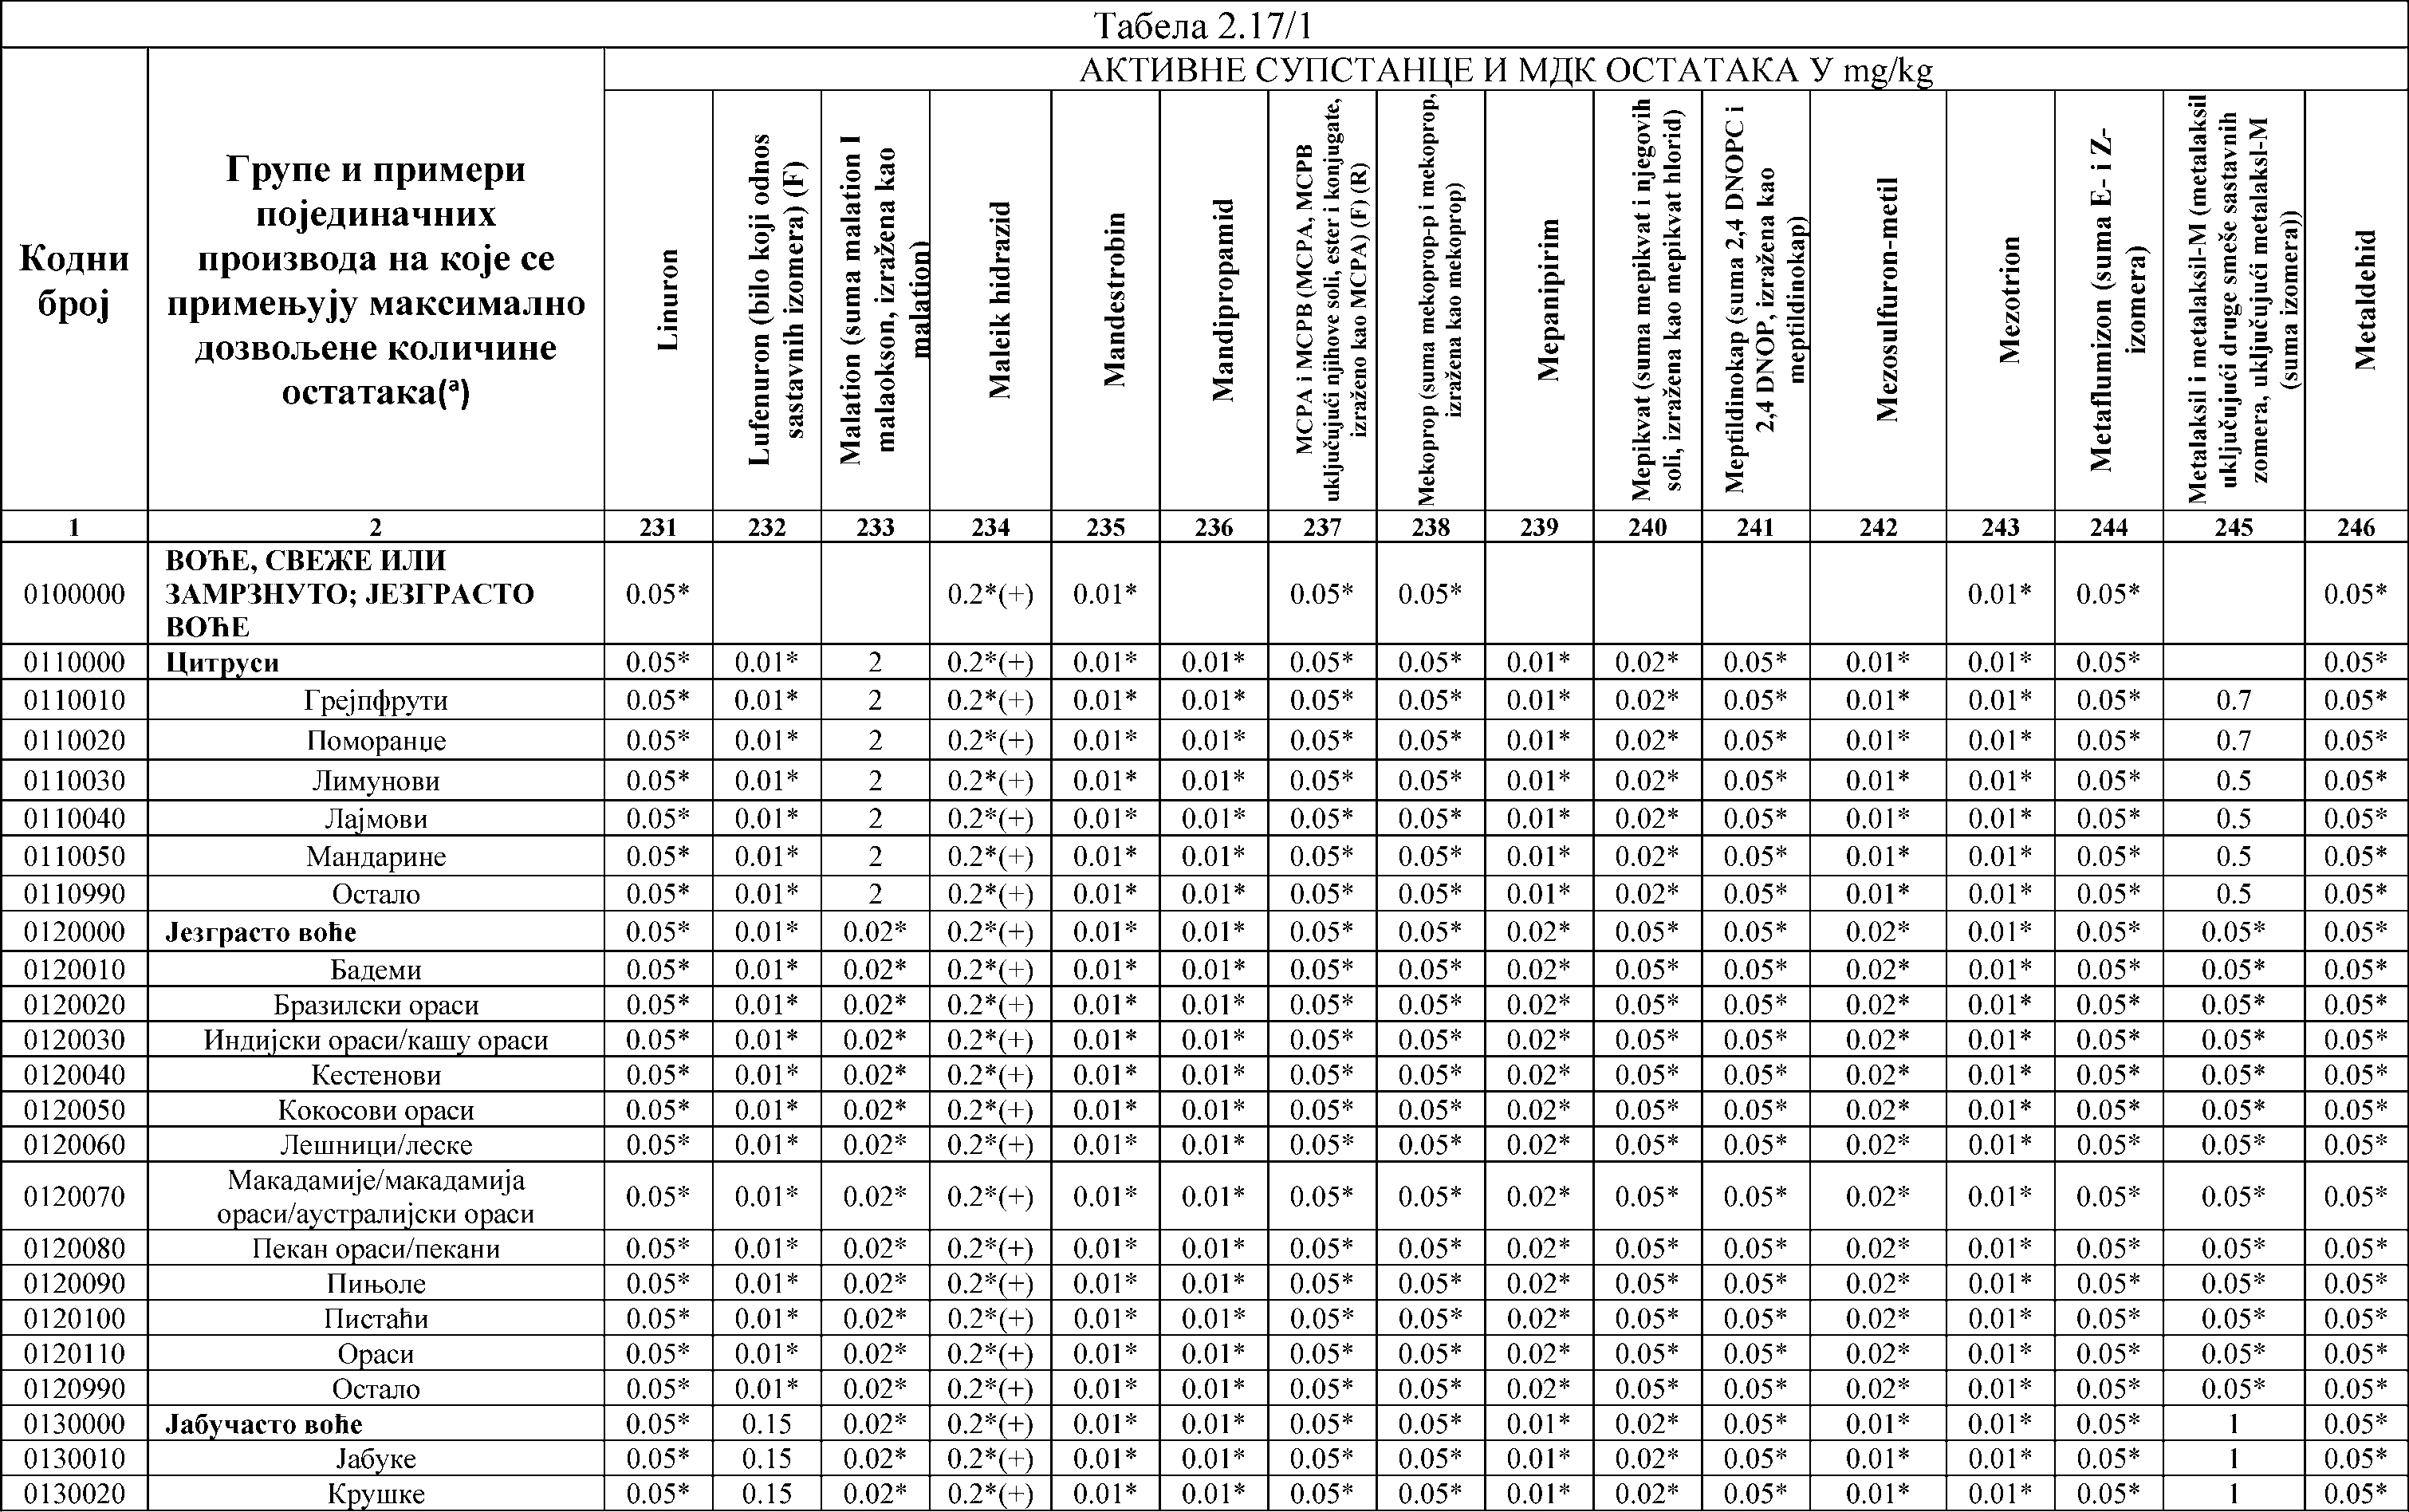 Табела 2.17/1
АКТИВНЕ СУПСТАНЦЕ И МДК ОСТАТАКА У mg/kg
Кодни
број
Групе и примери
појединачних
производа на које се
примењују максимално
дозвољене количине
остатака(ᵃ)
Linuron
Lufenuron (bilo koji odnos
sastavnih izomera) (F)
Malation (suma malation I
malaokson, izražena kao
malation)
Maleik hidrazid
Mandestrobin
Mandipropamid
MCPA i MCPB (MCPA, MCPB
uključujući njihove soli, ester i konjugate,
izraženo kao MCPA) (F) (R)
Mekoprop (suma mekoprop-p i mekoprop,
izražena kao mekoprop)
Mepanipirim
Mepikvat (suma mepikvat i njegovih
soli, izražena kao mepikvat hlorid)
Meptildinokap (suma 2,4 DNOPC i
2,4 DNOP, izražena kao
meptildinokap)
Mezosulfuron-metil
Mezotrion
Metaflumizon (suma E- i Z-
izomera)
Metalaksil i metalaksil-M (metalaksil
uključujući druge smeše sastavnih
zomera, uključujući metalaksl-M
(suma izomera))
Metaldehid
1 2 231 232 233 234 235 236 237 238 239 240 241 242 243 244 245 246
0100000 ВОЋЕ, СВЕЖЕ ИЛИ
ЗАМРЗНУТО; ЈЕЗГРАСТО
ВОЋЕ 0.05* 0.2*(+) 0.01* 0.05* 0.05* 0.01* 0.05* 0.05*
0110000 Цитруси 0.05* 0.01* 2 0.2*(+) 0.01* 0.01* 0.05* 0.05* 0.01* 0.02* 0.05* 0.01* 0.01* 0.05* 0.05*
0110010 Грејпфрути 0.05* 0.01* 2 0.2*(+) 0.01* 0.01* 0.05* 0.05* 0.01* 0.02* 0.05* 0.01* 0.01* 0.05* 0.7 0.05*
0110020 Поморанџе 0.05* 0.01* 2 0.2*(+) 0.01* 0.01* 0.05* 0.05* 0.01* 0.02* 0.05* 0.01* 0.01* 0.05* 0.7 0.05*
0110030 Лимунови 0.05* 0.01* 2 0.2*(+) 0.01* 0.01* 0.05* 0.05* 0.01* 0.02* 0.05* 0.01* 0.01* 0.05* 0.5 0.05*
0110040 Лајмови 0.05* 0.01* 2 0.2*(+) 0.01* 0.01* 0.05* 0.05* 0.01* 0.02* 0.05* 0.01* 0.01* 0.05* 0.5 0.05*
0110050 Мандарине 0.05* 0.01* 2 0.2*(+) 0.01* 0.01* 0.05* 0.05* 0.01* 0.02* 0.05* 0.01* 0.01* 0.05* 0.5 0.05*
0110990 Остало 0.05* 0.01* 2 0.2*(+) 0.01* 0.01* 0.05* 0.05* 0.01* 0.02* 0.05* 0.01* 0.01* 0.05* 0.5 0.05*
0120000 Језграсто воће 0.05* 0.01* 0.02* 0.2*(+) 0.01* 0.01* 0.05* 0.05* 0.02* 0.05* 0.05* 0.02* 0.01* 0.05* 0.05* 0.05*
0120010 Бадеми 0.05* 0.01* 0.02* 0.2*(+) 0.01* 0.01* 0.05* 0.05* 0.02* 0.05* 0.05* 0.02* 0.01* 0.05* 0.05* 0.05*
0120020 Бразилски ораси 0.05* 0.01* 0.02* 0.2*(+) 0.01* 0.01* 0.05* 0.05* 0.02* 0.05* 0.05* 0.02* 0.01* 0.05* 0.05* 0.05*
0120030 Индијски ораси/кашу ораси 0.05* 0.01* 0.02* 0.2*(+) 0.01* 0.01* 0.05* 0.05* 0.02* 0.05* 0.05* 0.02* 0.01* 0.05* 0.05* 0.05*
0120040 Кестенови 0.05* 0.01* 0.02* 0.2*(+) 0.01* 0.01* 0.05* 0.05* 0.02* 0.05* 0.05* 0.02* 0.01* 0.05* 0.05* 0.05*
0120050 Кокосови ораси 0.05* 0.01* 0.02* 0.2*(+) 0.01* 0.01* 0.05* 0.05* 0.02* 0.05* 0.05* 0.02* 0.01* 0.05* 0.05* 0.05*
0120060 Лешници/леске 0.05* 0.01* 0.02* 0.2*(+) 0.01* 0.01* 0.05* 0.05* 0.02* 0.05* 0.05* 0.02* 0.01* 0.05* 0.05* 0.05*
0120070 Макадамије/макадамија
ораси/аустралијски ораси 0.05* 0.01* 0.02* 0.2*(+) 0.01* 0.01* 0.05* 0.05* 0.02* 0.05* 0.05* 0.02* 0.01* 0.05* 0.05* 0.05*
0120080 Пекан ораси/пекани 0.05* 0.01* 0.02* 0.2*(+) 0.01* 0.01* 0.05* 0.05* 0.02* 0.05* 0.05* 0.02* 0.01* 0.05* 0.05* 0.05*
0120090 Пињоле 0.05* 0.01* 0.02* 0.2*(+) 0.01* 0.01* 0.05* 0.05* 0.02* 0.05* 0.05* 0.02* 0.01* 0.05* 0.05* 0.05*
0120100 Пистаћи 0.05* 0.01* 0.02* 0.2*(+) 0.01* 0.01* 0.05* 0.05* 0.02* 0.05* 0.05* 0.02* 0.01* 0.05* 0.05* 0.05*
0120110 Ораси 0.05* 0.01* 0.02* 0.2*(+) 0.01* 0.01* 0.05* 0.05* 0.02* 0.05* 0.05* 0.02* 0.01* 0.05* 0.05* 0.05*
0120990 Остало 0.05* 0.01* 0.02* 0.2*(+) 0.01* 0.01* 0.05* 0.05* 0.02* 0.05* 0.05* 0.02* 0.01* 0.05* 0.05* 0.05*
0130000 Јабучасто воће 0.05* 0.15 0.02* 0.2*(+) 0.01* 0.01* 0.05* 0.05* 0.01* 0.02* 0.05* 0.01* 0.01* 0.05* 1 0.05*
0130010 Јабуке 0.05* 0.15 0.02* 0.2*(+) 0.01* 0.01* 0.05* 0.05* 0.01* 0.02* 0.05* 0.01* 0.01* 0.05* 1 0.05*
0130020 Крушке 0.05* 0.15 0.02* 0.2*(+) 0.01* 0.01* 0.05* 0.05* 0.01* 0.02* 0.05* 0.01* 0.01* 0.05* 1 0.05*